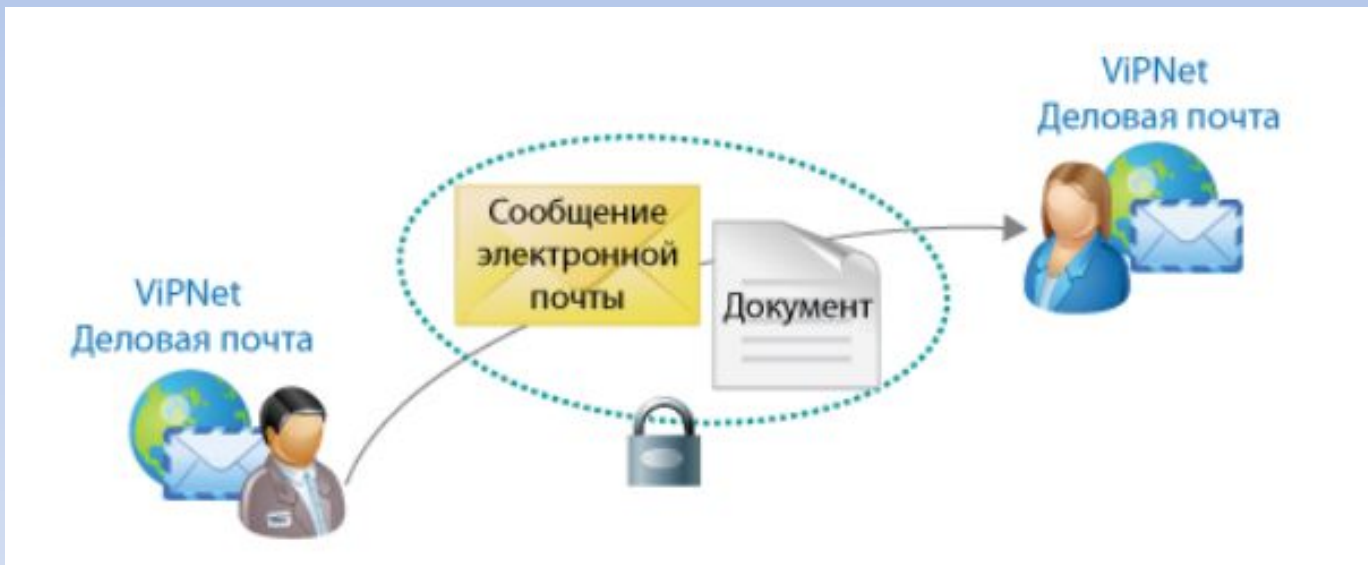 ViPNet
Деловая почта
Сообщение
электронной
почты
Документ
ViPNet
Деловая почта